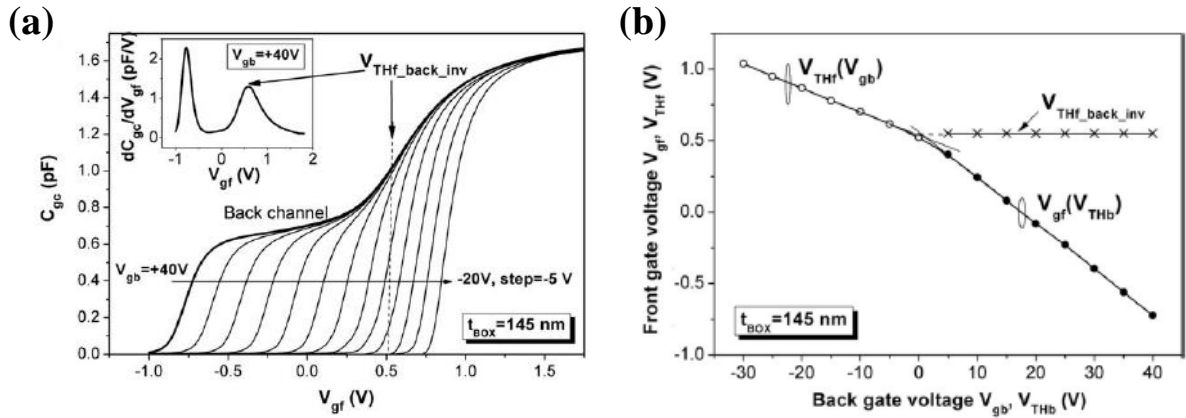 (a)
dC_gc/dV_gf (pF/V)
2
1
0
V_gb=+40V
-1 0 1 2
V_gf (V)
V_THf_back_inv
C_gc (pF)
1.6
1.4
1.2
1.0
0.8
0.6
0.4
0.2
0.0
Back channel
V_gb=+40V
-20V, step=-5 V
t_BOX=145 nm
-1.0 -0.5 0.0 0.5 1.0 1.5
V_gf (V)
(b)
Front gate voltage V_gf, V_THf (V)
1.0
0.5
0.0
-0.5
-1.0
V_THf(V_gb)
V_THf_back_inv
V_gf(V_THb)
t_BOX=145 nm
-30 -20 -10 0 10 20 30 40
Back gate voltage V_gb, V_THb (V)